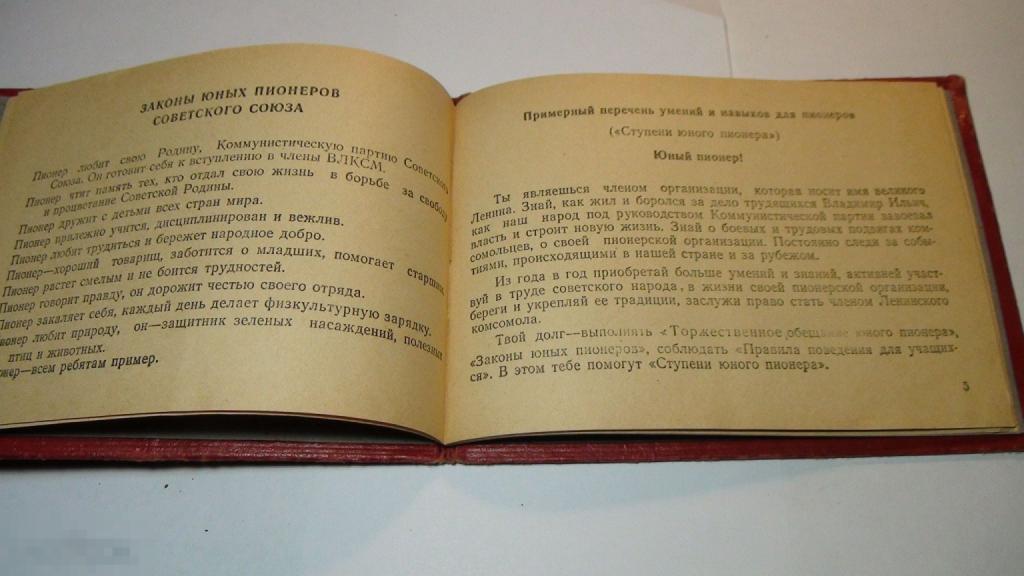 ЗАКОНЫ ЮНЫХ ПИОНЕРОВ
СОВЕТСКОГО СОЮЗА
Пионер любит свою Родину, Коммунистическую партию Советского
Союза. Он готовит себя к вступлению в члены ВЛКСМ.
Пионер чтит память тех, кто отдал свою жизнь в борьбе за свободу
и процветание Советской Родины.
Пионер дружит с детьми всех стран мира.
Пионер прилежно учится, дисциплинирован и вежлив.
Пионер любит трудиться и бережет народное добро.
Пионер—хороший товарищ, заботится о младших, помогает старшим.
Пионер растет смелым и не боится трудностей.
Пионер говорит правду, он дорожит честью своего отряда.
Пионер закаляет себя, каждый день делает физкультурную зарядку.
ионер любит природу, он—защитник зеленых насаждений, полезных
птиц и животных.
онер—всем ребятам пример.
Примерный перечень умений и навыков для пионеров
(«Ступени юного пионера»)
Юный пионер!
Ты являешься членом организации, которая носит имя великого
Ленина. Знай, как жил и боролся за дело трудящихся Владимир Ильич,
как наш народ под руководством Коммунистической партии завоевал
власть и строит новую жизнь. Знай о боевых и трудовых подвигах ком-
сомольцев, о своей пионерской организации. Постоянно следи за собы-
тиями, происходящими в нашей стране и за рубежом.
Из года в год приобретай больше умений и знаний, активней участ-
вуй в труде советского народа, в жизни своей пионерской организации,
береги и укрепляй ее традиции, заслужи право стать членом Ленинского
комсомола.
Твой долг—выполнять «Торжественное обещание юного пионера»,
«Законы юных пионеров», соблюдать «Правила поведения для учащих-
ся». В этом тебе помогут «Ступени юного пионера».
5